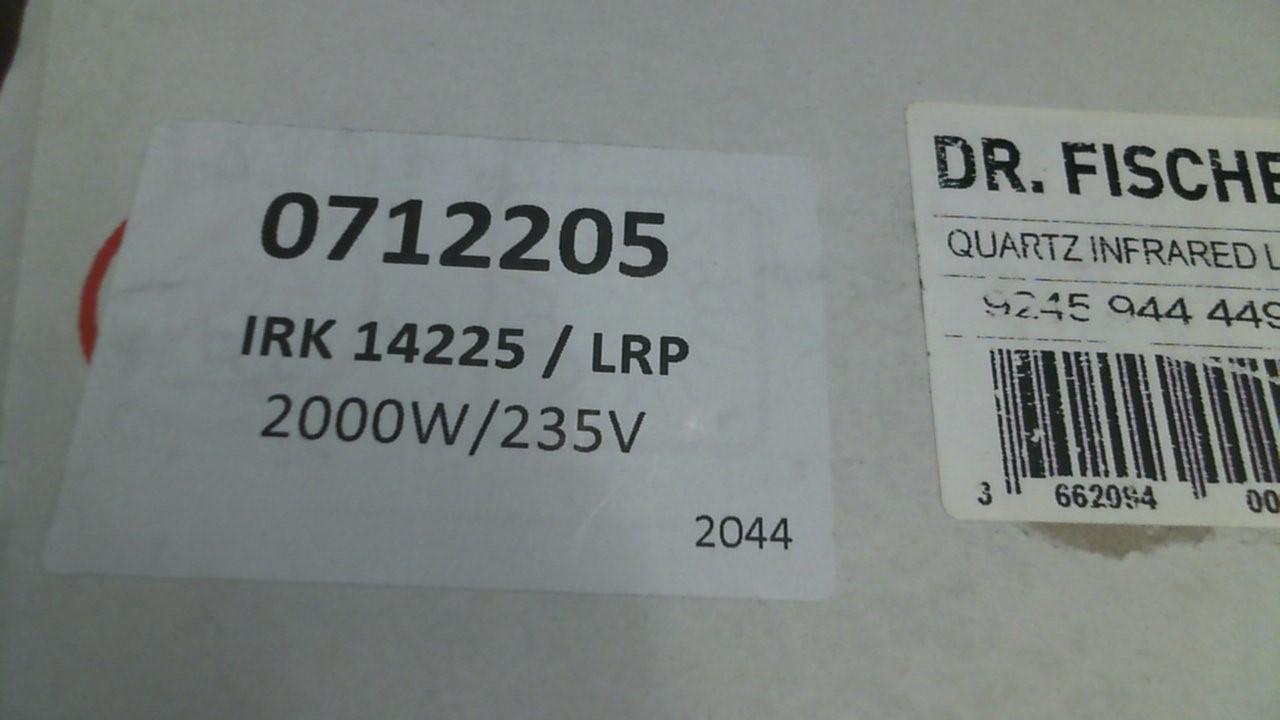 0712205
IRK 14225 / LRP
2000W/235V
2044
DR. FISCHE
QUARTZ INFRARED L
9245 944 449
3 662094 00